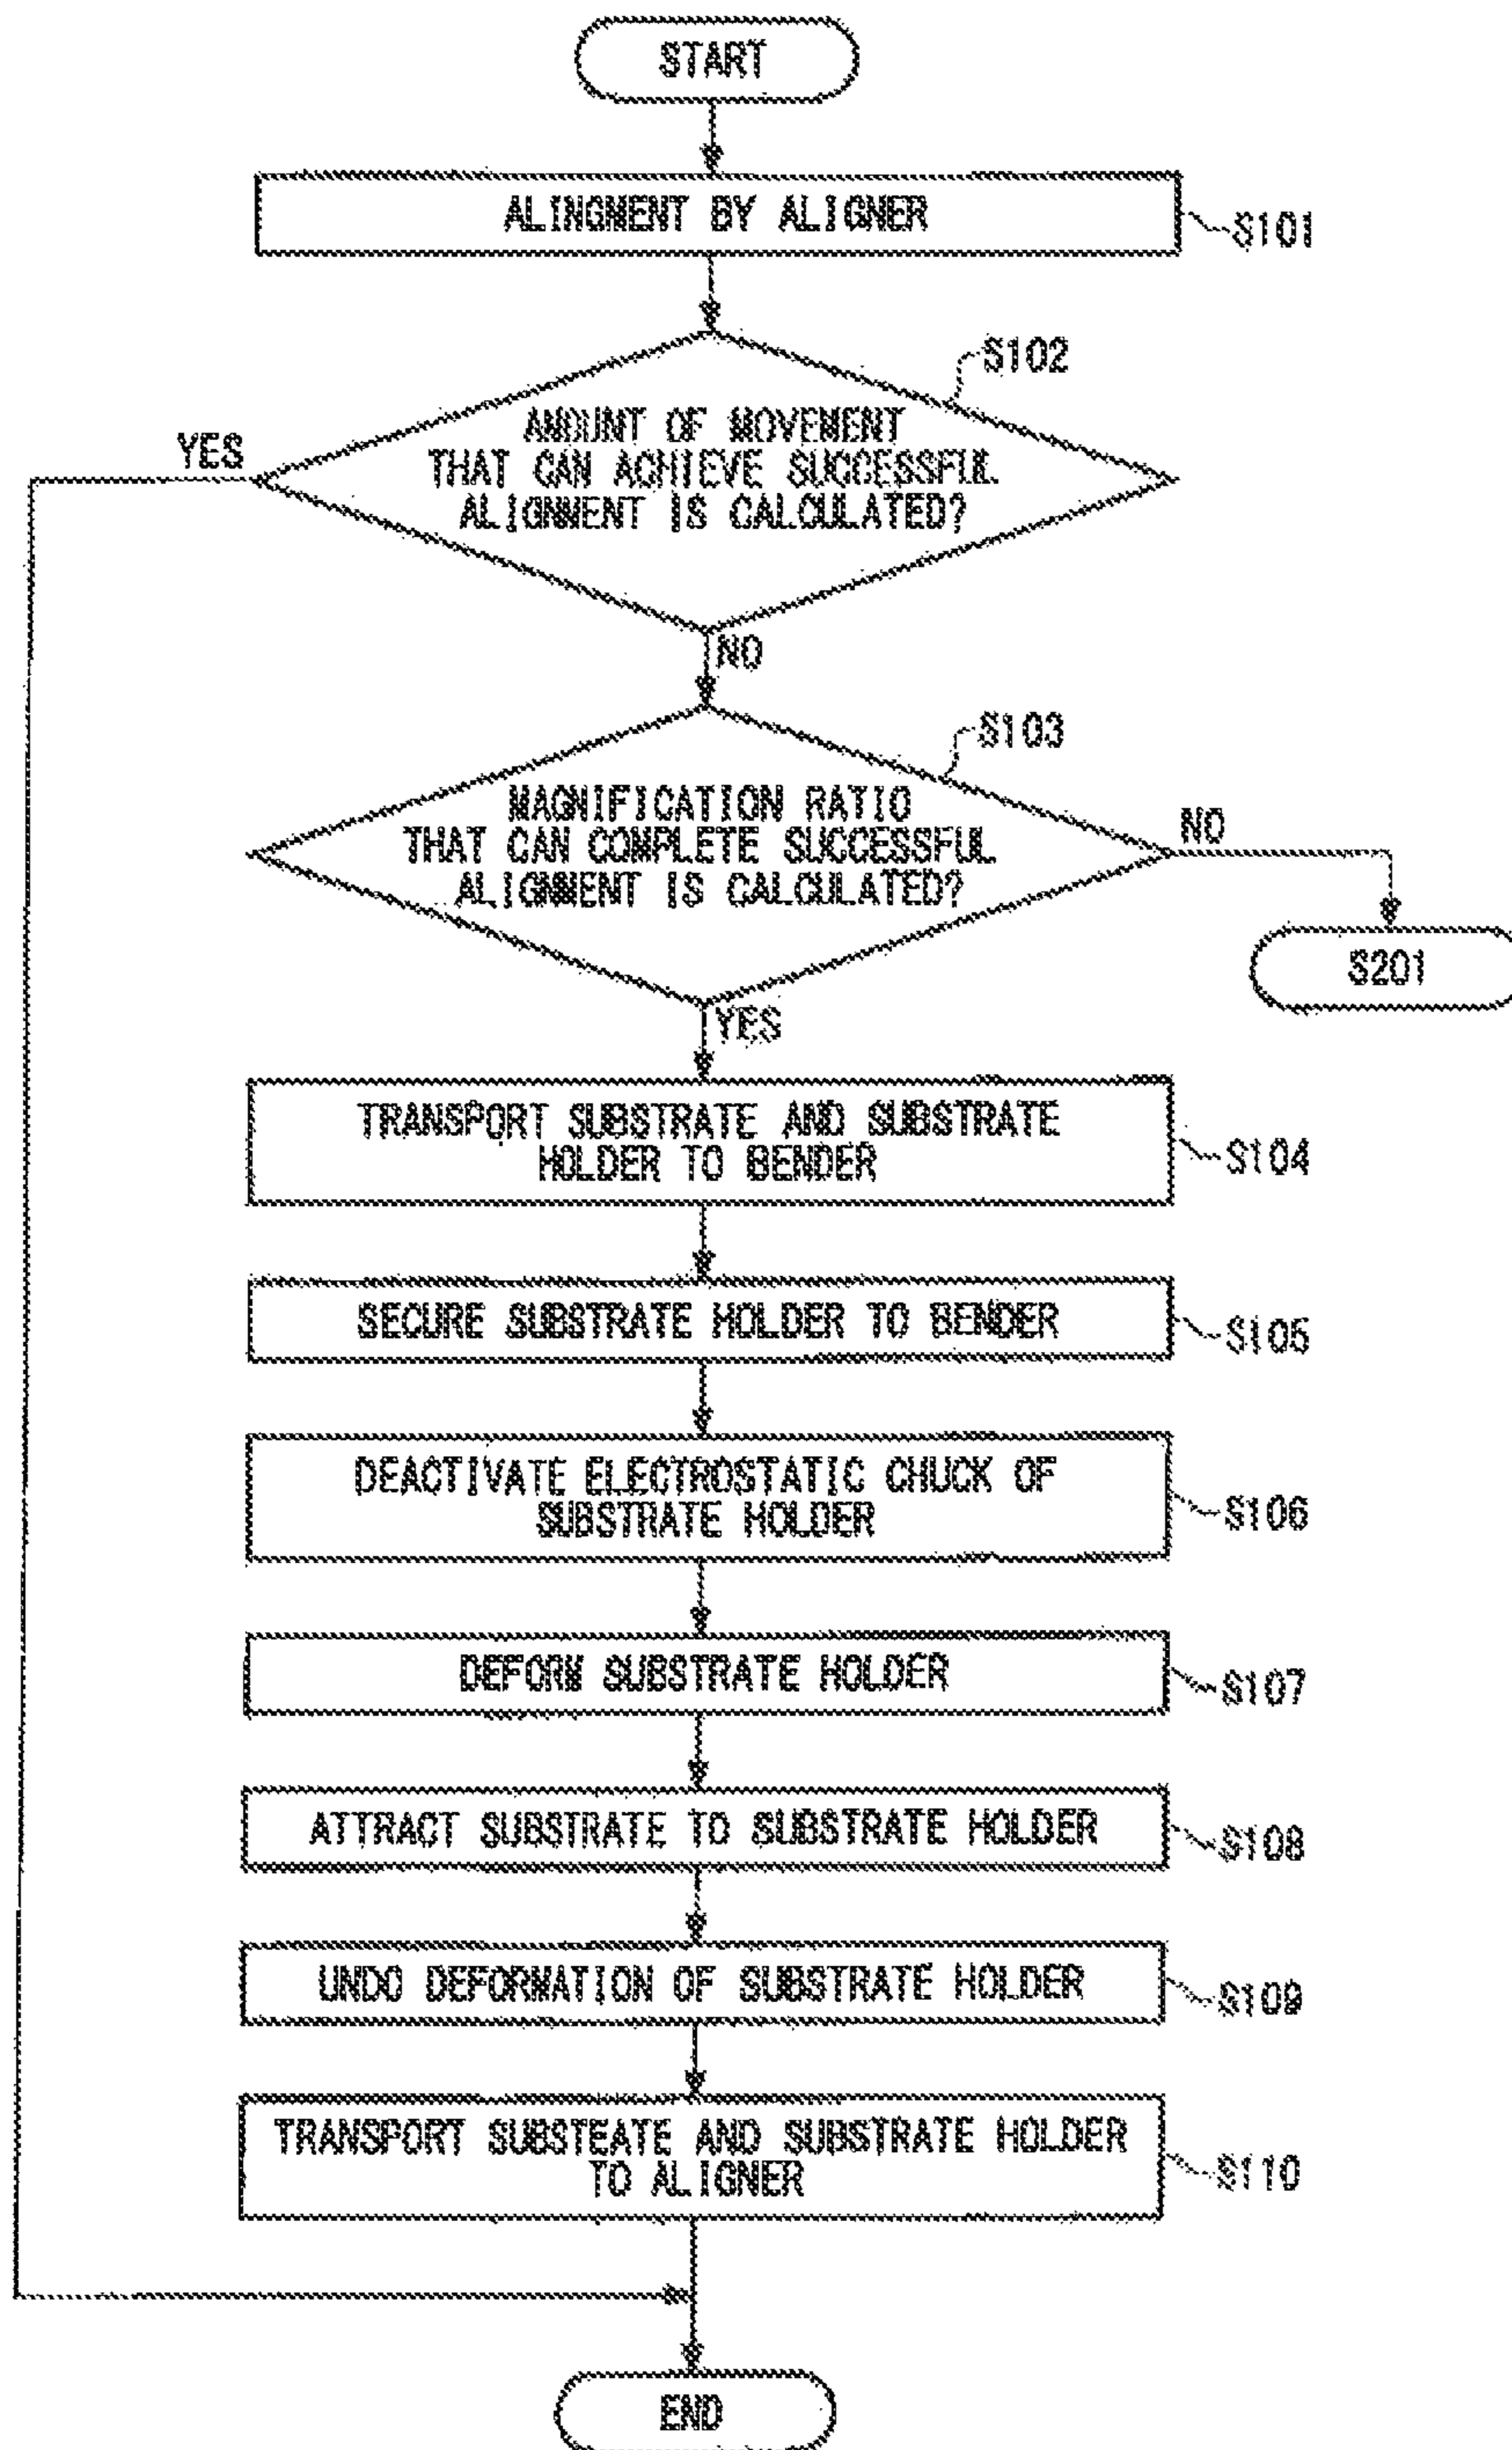 START
ALINGMENT BY ALIGNER
S101
S102
AMOUNT OF MOVEMENT
THAT CAN ACHIEVE SUCCESSFUL
ALIGNMENT IS CALCULATED?
YES
NO
S103
MAGNIFICATION RATIO
THAT CAN COMPLETE SUCCESSFUL
ALIGNMENT IS CALCULATED?
NO
S201
YES
TRANSPORT SUBSTRATE AND SUBSTRATE
HOLDER TO BENDER
S104
SECURE SUBSTRATE HOLDER TO BENDER
S105
DEACTIVATE ELECTROSTATIC CHUCK OF
SUBSTRATE HOLDER
S106
DEFORM SUBSTRATE HOLDER
S107
ATTRACT SUBSTRATE TO SUBSTRATE HOLDER
S108
UNDO DEFORMATION OF SUBSTRATE HOLDER
S109
TRANSPORT SUBSTEATE AND SUBSTRATE HOLDER
TO ALIGNER
S110
END